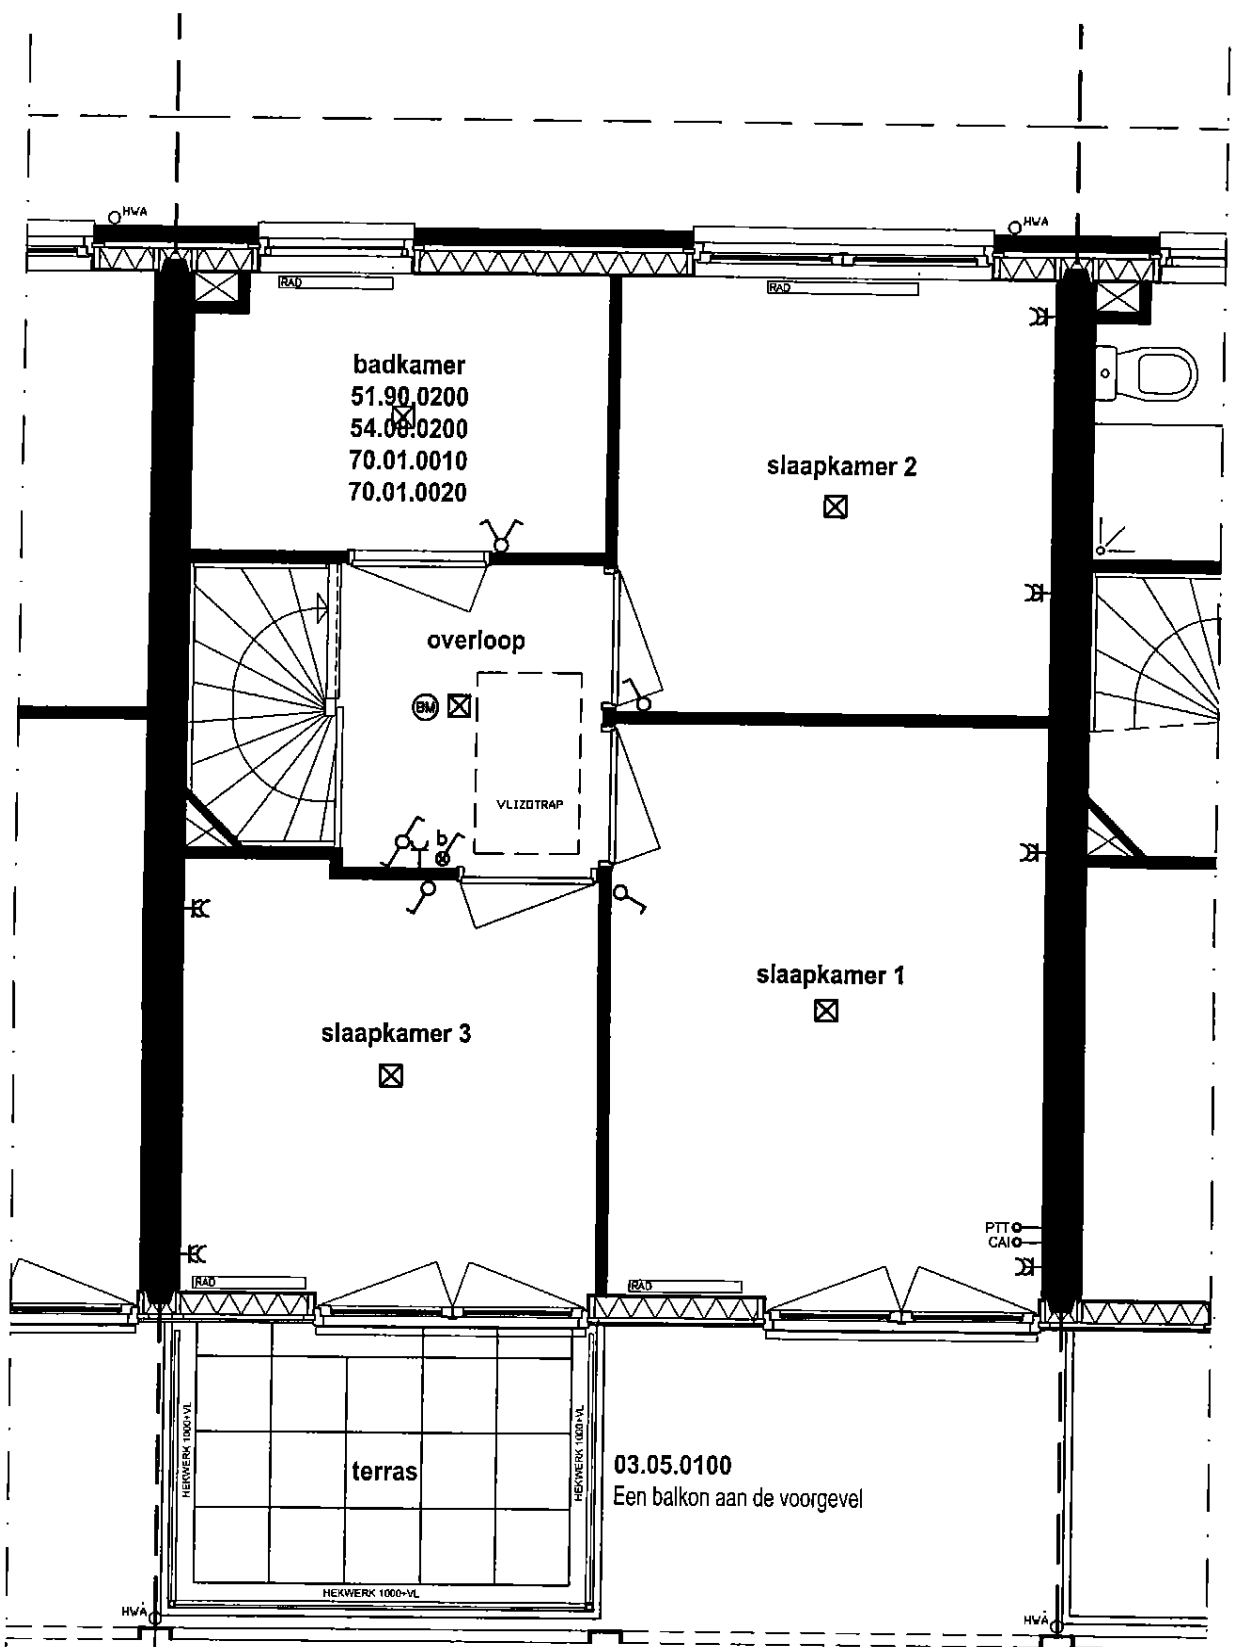 HWA
HWA
RAD
RAD
badkamer
51.90.0200
54.08.0200
70.01.0010
70.01.0020
slaapkamer 2
overloop
BM
VLIZOTRAP
b
slaapkamer 1
slaapkamer 3
PTT
CAI
RAD
RAD
HEKWERK 1000+VL
HEKWERK 1000+VL
terras
03.05.0100
Een balkon aan de voorgevel
HEKWERK 1000+VL
HWA
HWA